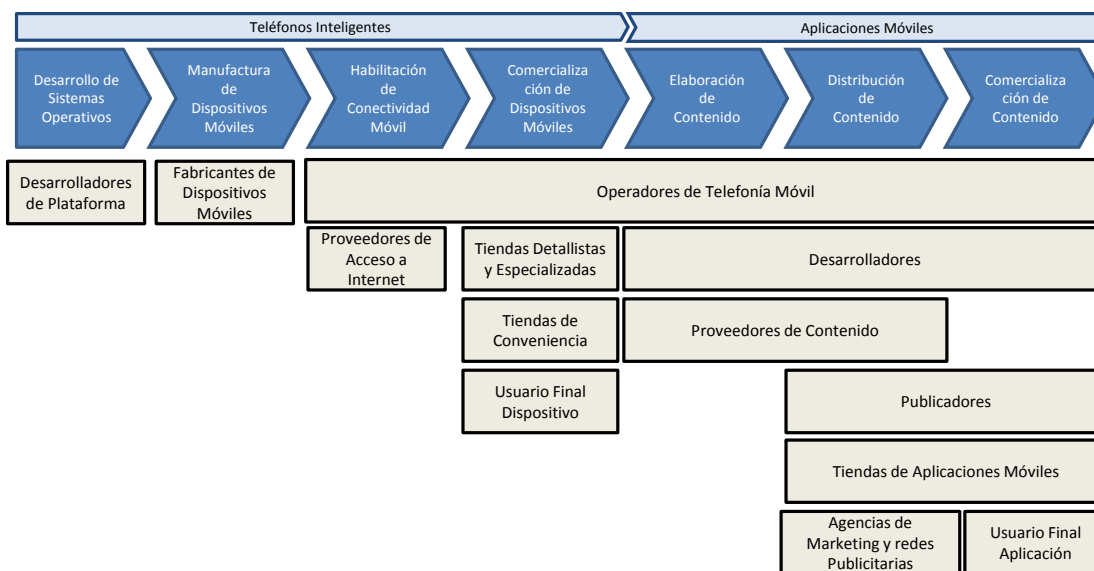 Teléfonos Inteligentes
Aplicaciones Móviles
Desarrollo de
Sistemas
Operativos
Manufactura
de
Dispositivos
Móviles
Habilitación
de
Conectividad
Móvil
Comercializa
ción de
Dispositivos
Móviles
Elaboración
de
Contenido
Distribución
de
Contenido
Comercializa
ción de
Contenido
Desarrolladores
de Plataforma
Fabricantes de
Dispositivos
Móviles
Operadores de Telefonía Móvil
Proveedores de
Acceso a
Internet
Tiendas Detallistas
y Especializadas
Desarrolladores
Tiendas de
Conveniencia
Proveedores de Contenido
Usuario Final
Dispositivo
Publicadores
Tiendas de Aplicaciones Móviles
Agencias de
Marketing y redes
Publicitarias
Usuario Final
Aplicación